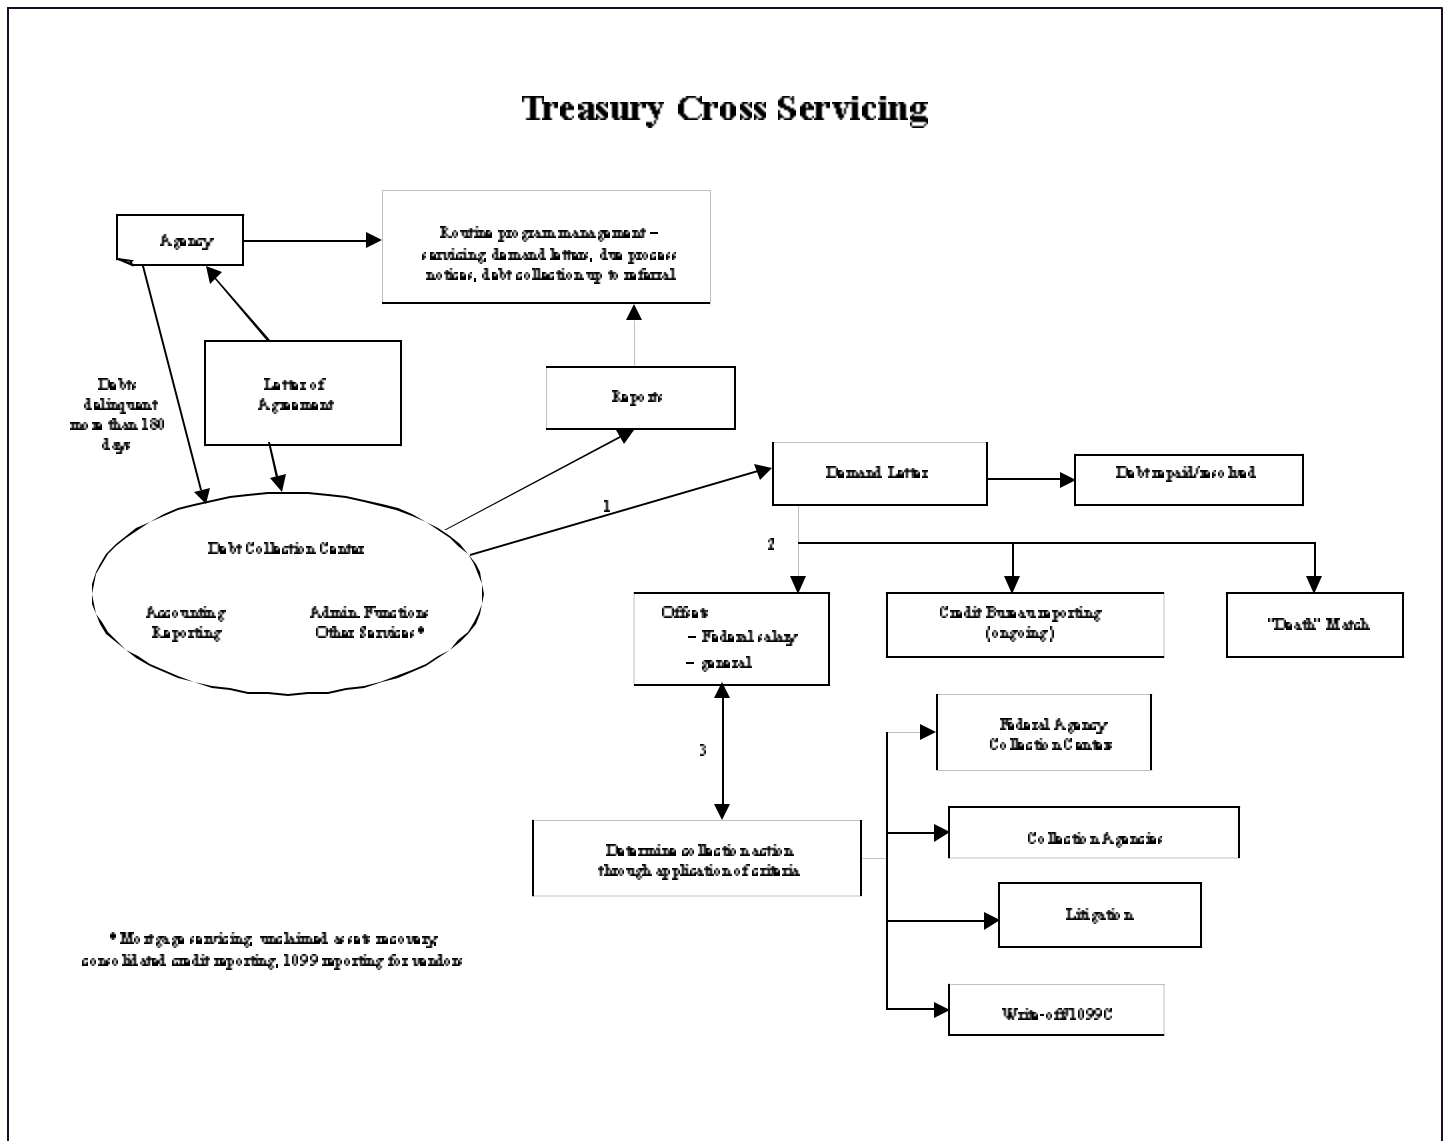 Treasury Cross Servicing
Agency
Routine program management –
servicing, demand letters, due process
notices, debt collection up to referral
Debts
delinquent
more than 180
days
Letter of
Agreement
Reports
Demand Letter
Debt repaid/resolved
1
2
Debt Collection Center
Accounting
Reporting
Admin. Functions
Other Services*
Offsets
– Federal salary
– general
Credit Bureau reporting
(ongoing)
"Death" Match
3
Federal Agency
Collection Centers
Determine collection action
through application of criteria
Collection Agencies
Litigation
Write-off/1099C
* Mortgage servicing, unclaimed assets recovery,
consolidated credit reporting, 1099 reporting for vendors